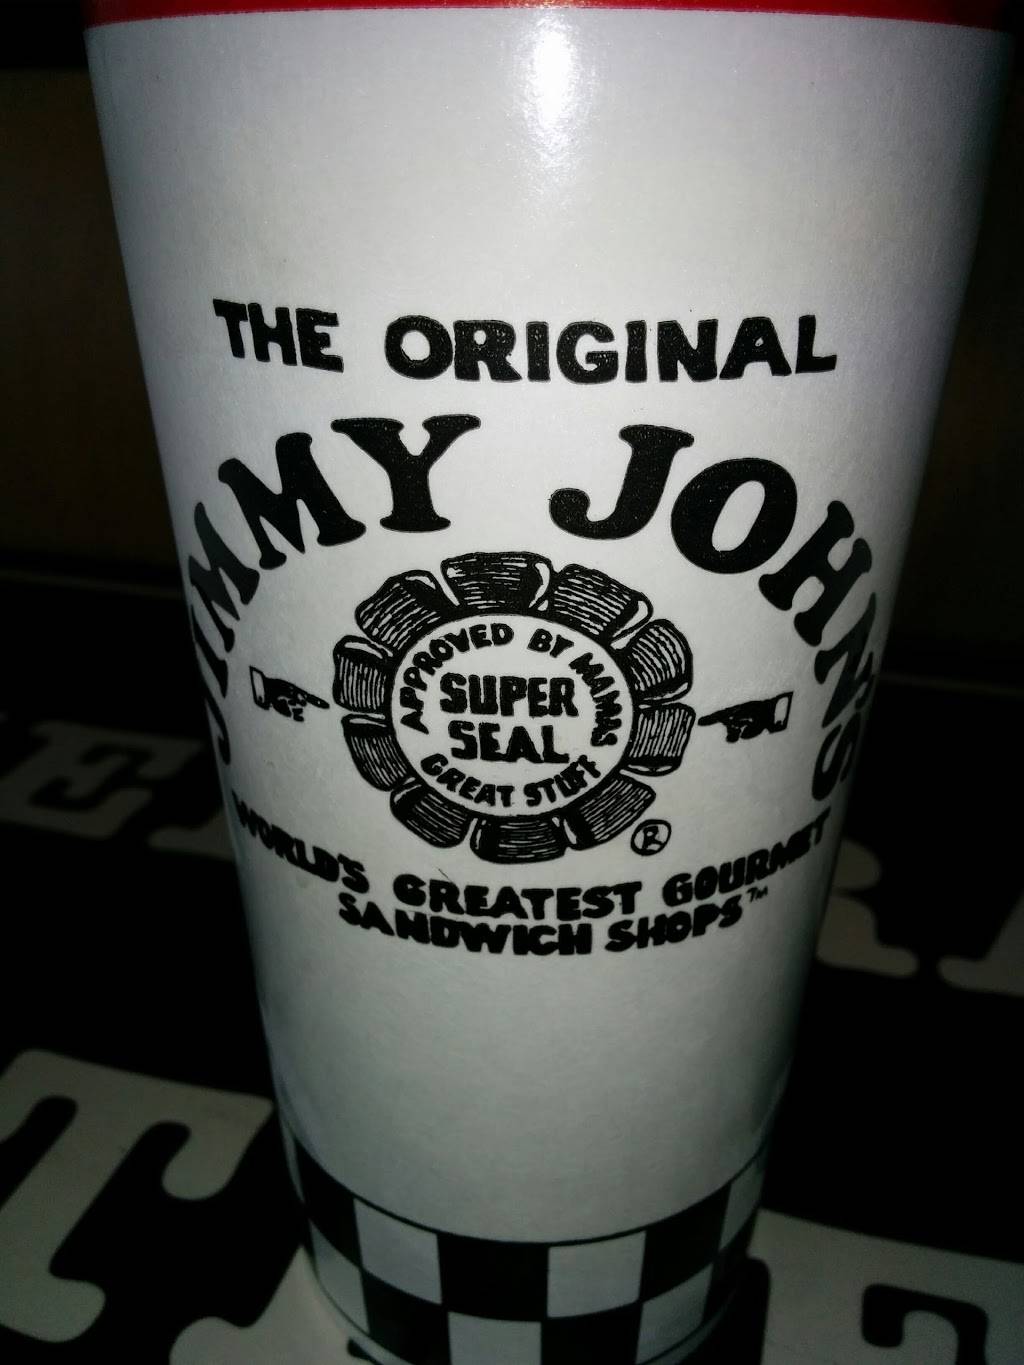 THE ORIGINAL
JIMMY JOHN'S
APPROVED BY MAMAS
SUPER
SEAL
GREAT STUFF
®
WORLD'S GREATEST GOURMET
SANDWICH SHOPS™